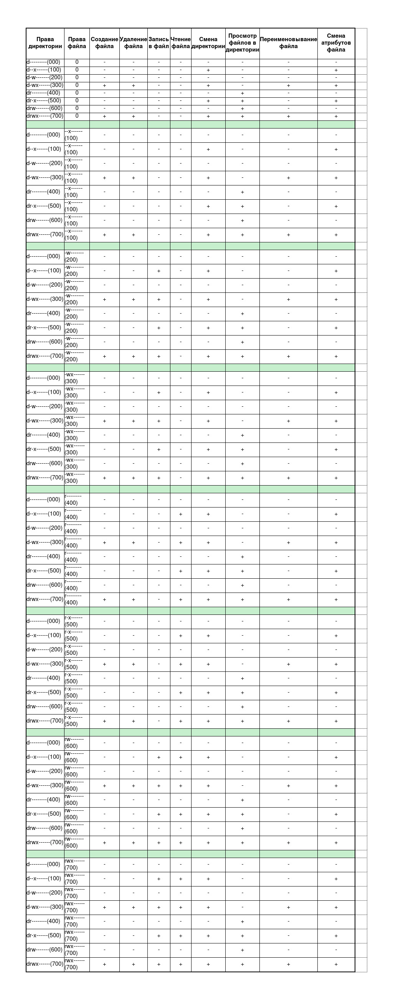 Права директории | Права файла | Создание файла | Удаление файла | Запись в файл | Чтение файла | Смена директории | Просмотр файлов в директории | Переименовывание файла | Смена атрибутов файла
d---------(000) | 0 | - | - | - | - | - | - | - | -
d--x------(100) | 0 | - | - | - | - | + | - | - | +
d-w-------(200) | 0 | - | - | - | - | - | - | - | -
d-wx------(300) | 0 | + | + | - | - | + | - | + | +
dr--------(400) | 0 | - | - | - | - | - | + | - | -
dr-x------(500) | 0 | - | - | - | - | + | + | - | +
drw-------(600) | 0 | - | - | - | - | - | + | - | -
drwx------(700) | 0 | + | + | - | - | + | + | + | +
d---------(000) | --x------ (100) | - | - | - | - | - | - | - | -
d--x------(100) | --x------ (100) | - | - | - | - | + | - | - | +
d-w-------(200) | --x------ (100) | - | - | - | - | - | - | - | -
d-wx------(300) | --x------ (100) | + | + | - | - | + | - | + | +
dr--------(400) | --x------ (100) | - | - | - | - | - | + | - | -
dr-x------(500) | --x------ (100) | - | - | - | - | + | + | - | +
drw-------(600) | --x------ (100) | - | - | - | - | - | + | - | -
drwx------(700) | --x------ (100) | + | + | - | - | + | + | + | +
d---------(000) | -w------- (200) | - | - | - | - | - | - | - | -
d--x------(100) | -w------- (200) | - | - | + | - | + | - | - | +
d-w-------(200) | -w------- (200) | - | - | - | - | - | - | - | -
d-wx------(300) | -w------- (200) | + | + | + | - | + | - | + | +
dr--------(400) | -w------- (200) | - | - | - | - | - | + | - | -
dr-x------(500) | -w------- (200) | - | - | + | - | + | + | - | +
drw-------(600) | -w------- (200) | - | - | - | - | - | + | - | -
drwx------(700) | -w------- (200) | + | + | + | - | + | + | + | +
d---------(000) | -wx------ (300) | - | - | - | - | - | - | - | -
d--x------(100) | -wx------ (300) | - | - | + | - | + | - | - | +
d-w-------(200) | -wx------ (300) | - | - | - | - | - | - | - | -
d-wx------(300) | -wx------ (300) | + | + | + | - | + | - | + | +
dr--------(400) | -wx------ (300) | - | - | - | - | - | + | - | -
dr-x------(500) | -wx------ (300) | - | - | + | - | + | + | - | +
drw-------(600) | -wx------ (300) | - | - | - | - | - | + | - | -
drwx------(700) | -wx------ (300) | + | + | + | - | + | + | + | +
d---------(000) | r-------- (400) | - | - | - | - | - | - | - | -
d--x------(100) | r-------- (400) | - | - | - | + | + | - | - | +
d-w-------(200) | r-------- (400) | - | - | - | - | - | - | - | -
d-wx------(300) | r-------- (400) | + | + | - | + | + | - | + | +
dr--------(400) | r-------- (400) | - | - | - | - | - | + | - | -
dr-x------(500) | r-------- (400) | - | - | - | + | + | + | - | +
drw-------(600) | r-------- (400) | - | - | - | - | - | + | - | -
drwx------(700) | r-------- (400) | + | + | - | + | + | + | + | +
d---------(000) | r-x------ (500) | - | - | - | - | - | - | - | -
d--x------(100) | r-x------ (500) | - | - | - | + | + | - | - | +
d-w-------(200) | r-x------ (500) | - | - | - | - | - | - | - | -
d-wx------(300) | r-x------ (500) | + | + | - | + | + | - | + | +
dr--------(400) | r-x------ (500) | - | - | - | - | - | + | - | -
dr-x------(500) | r-x------ (500) | - | - | - | + | + | + | - | +
drw-------(600) | r-x------ (500) | - | - | - | - | - | + | - | -
drwx------(700) | r-x------ (500) | + | + | - | + | + | + | + | +
d---------(000) | rw------- (600) | - | - | - | - | - | - | - | -
d--x------(100) | rw------- (600) | - | - | + | + | + | - | - | +
d-w-------(200) | rw------- (600) | - | - | - | - | - | - | - | -
d-wx------(300) | rw------- (600) | + | + | + | + | + | - | + | +
dr--------(400) | rw------- (600) | - | - | - | - | - | + | - | -
dr-x------(500) | rw------- (600) | - | - | + | + | + | + | - | +
drw-------(600) | rw------- (600) | - | - | - | - | - | + | - | -
drwx------(700) | rw------- (600) | + | + | + | + | + | + | + | +
d---------(000) | rwx------ (700) | - | - | - | - | - | - | - | -
d--x------(100) | rwx------ (700) | - | - | + | + | + | - | - | +
d-w-------(200) | rwx------ (700) | - | - | - | - | - | - | - | -
d-wx------(300) | rwx------ (700) | + | + | + | + | + | - | + | +
dr--------(400) | rwx------ (700) | - | - | - | - | - | + | - | -
dr-x------(500) | rwx------ (700) | - | - | + | + | + | + | - | +
drw-------(600) | rwx------ (700) | - | - | - | - | - | + | - | -
drwx------(700) | rwx------ (700) | + | + | + | + | + | + | + | +